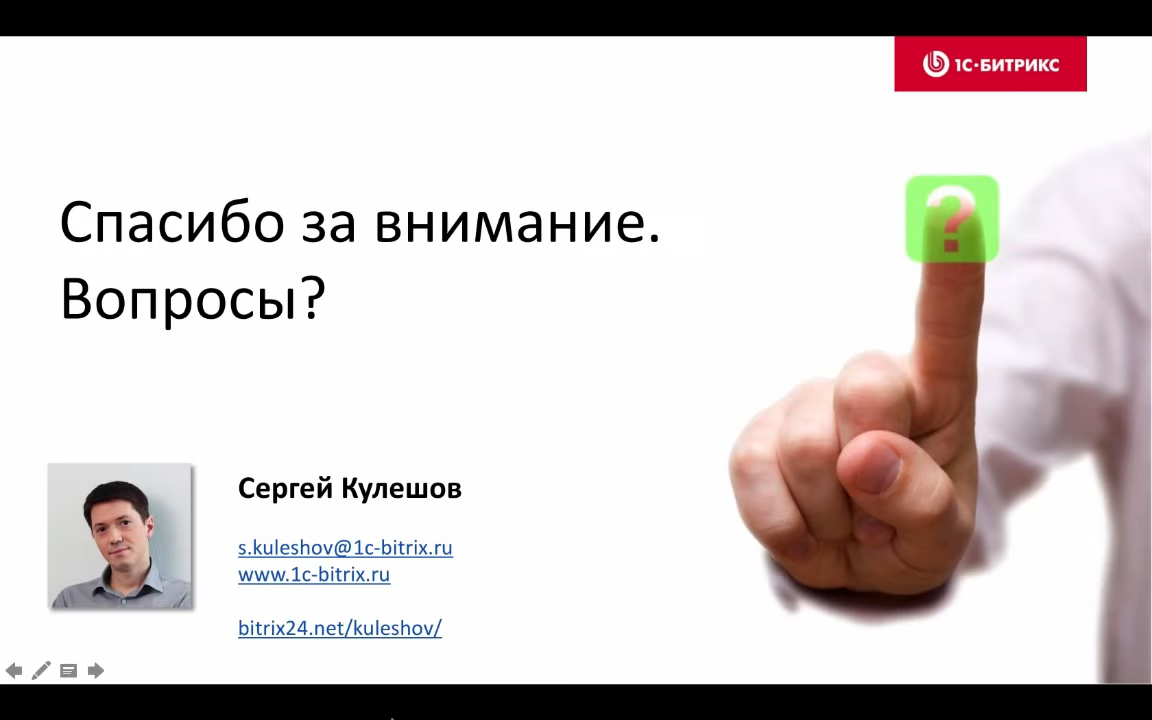 1С·БИТРИКС
?
Спасибо за внимание.
Вопросы?
Сергей Кулешов
s.kuleshov@1c-bitrix.ru
www.1c-bitrix.ru
bitrix24.net/kuleshov/